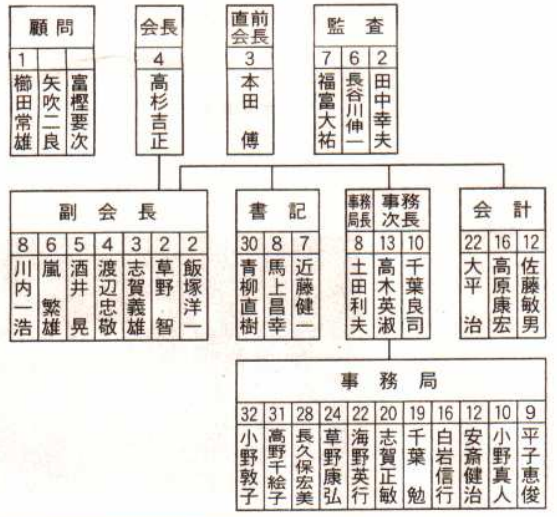 顧問
1
櫛田常雄 矢吹二良 富樫要次
会長
4
高杉吉正
直前会長
3
本田 傅
監査
7 6 2
福富大祐 長谷川伸一 田中幸夫
副会長
8 6 5 4 3 2 2
川内一浩 嵐 繁雄 酒井 晃 渡辺忠敬 志賀義雄 草野 智 飯塚洋一
書記
30 8 7
青柳直樹 馬上昌幸 近藤健一
事務局長 事務次長
8 13 10
土田利夫 高木英淑 千葉良司
会計
22 16 12
大平 治 高原康宏 佐藤敏男
事務局
32 31 28 24 22 20 19 16 12 10 9
小野敦子 高野千絵子 長久保宏美 草野康弘 海野英行 志賀正敏 千葉 勉 白岩信行 安斎健治 小野真人 平子恵俊